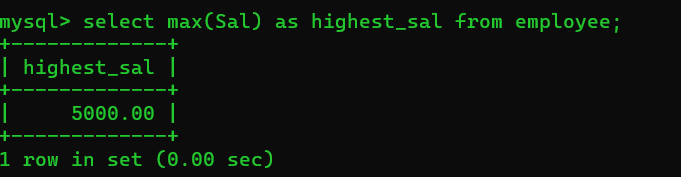 mysql> select max(Sal) as highest_sal from employee;
+-------------+
| highest_sal |
+-------------+
|     5000.00 |
+-------------+
1 row in set (0.00 sec)